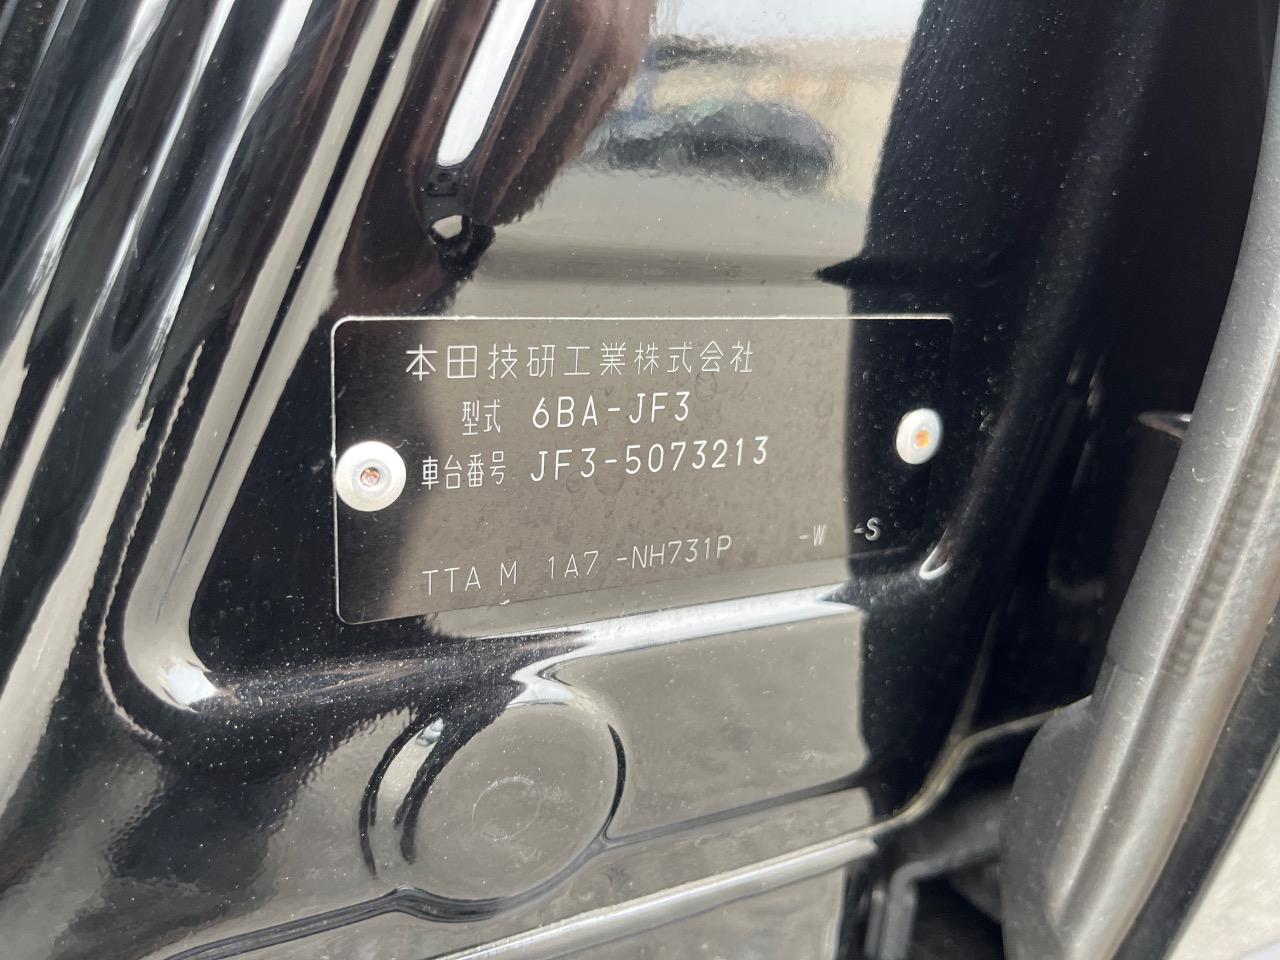 本田技研工業株式会社
型式 6BA-JF3
車台番号 JF3-5073213
TTA M 1A7 -NH731P -W -S